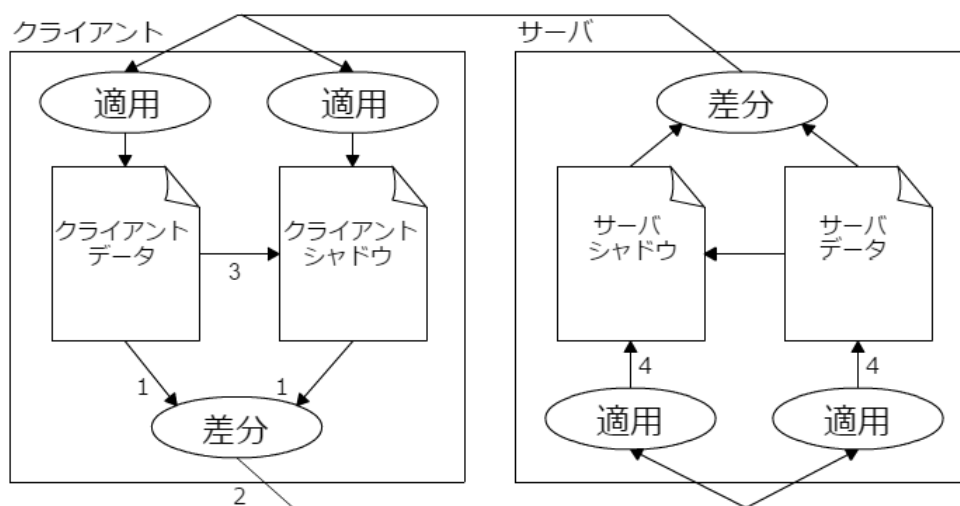 クライアント
サーバ
適用
適用
差分
クライアント
データ
クライアント
シャドウ
サーバ
シャドウ
サーバ
データ
3
1
1
4
4
差分
適用
適用
2